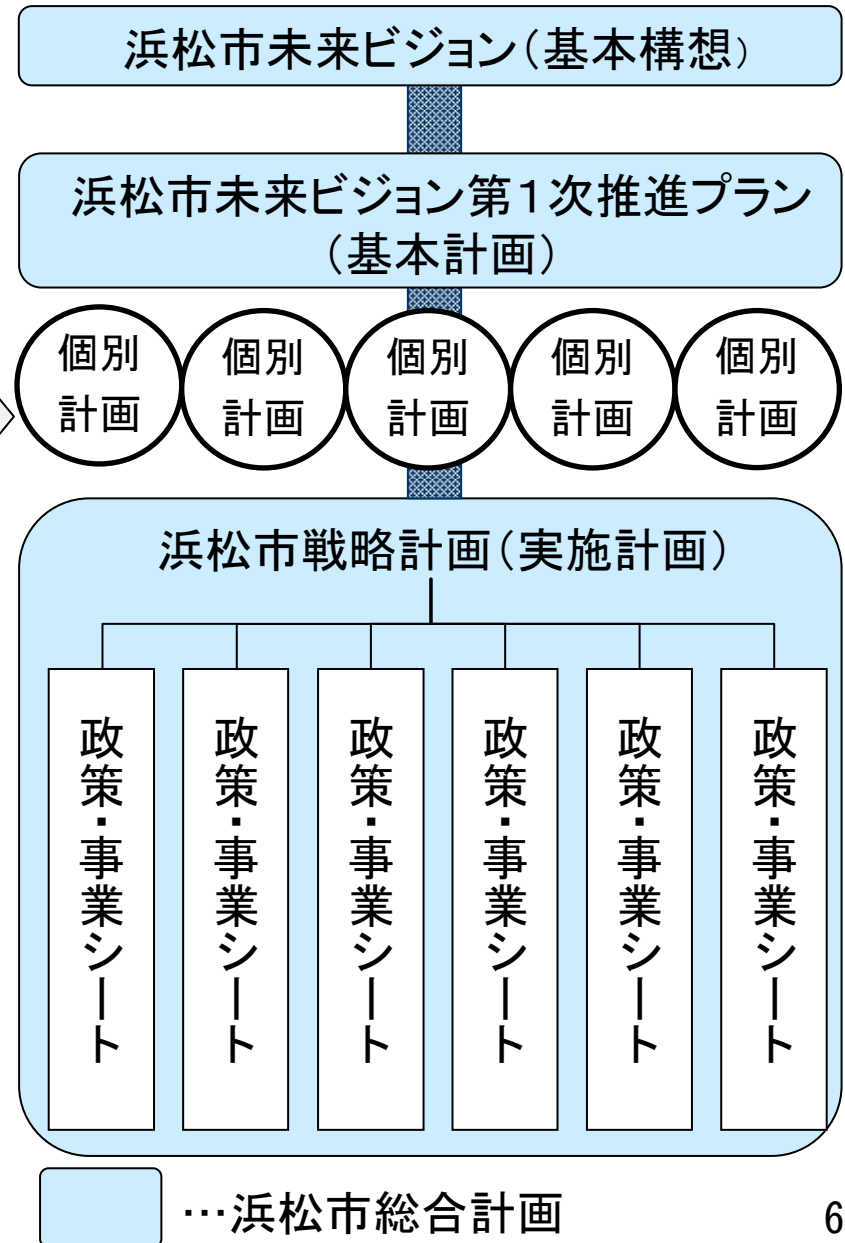 浜松市未来ビジョン（基本構想）
浜松市未来ビジョン第１次推進プラン
（基本計画）
個別
計画
個別
計画
個別
計画
個別
計画
個別
計画
浜松市戦略計画（実施計画）
政策・事業シート
政策・事業シート
政策・事業シート
政策・事業シート
政策・事業シート
政策・事業シート
…浜松市総合計画
6